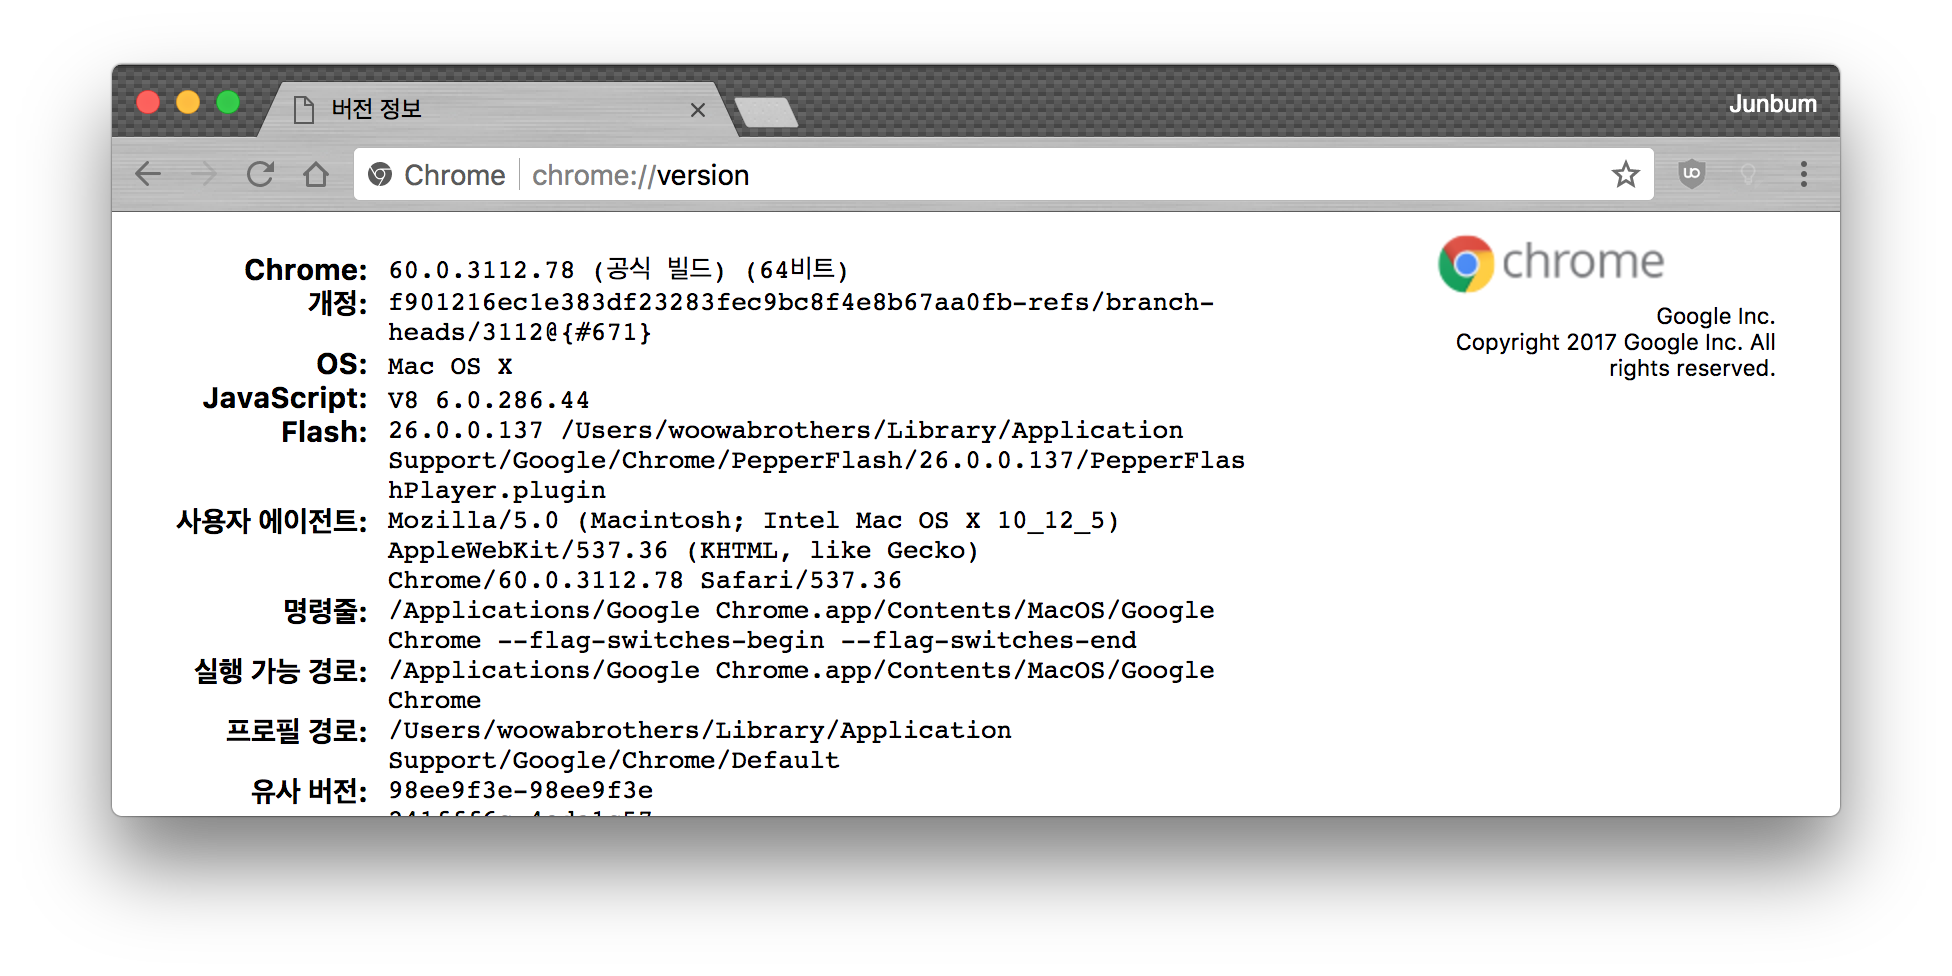 버전 정보
Junbum
Chrome chrome://version
chrome
Google Inc.
Copyright 2017 Google Inc. All
rights reserved.
Chrome: 60.0.3112.78 (공식 빌드) (64비트)
개정: f901216ec1e383df23283fec9bc8f4e8b67aa0fb-refs/branch-
heads/3112@{#671}
OS: Mac OS X
JavaScript: V8 6.0.286.44
Flash: 26.0.0.137 /Users/woowabrothers/Library/Application
Support/Google/Chrome/PepperFlash/26.0.0.137/PepperFlas
hPlayer.plugin
사용자 에이전트: Mozilla/5.0 (Macintosh; Intel Mac OS X 10_12_5)
AppleWebKit/537.36 (KHTML, like Gecko)
Chrome/60.0.3112.78 Safari/537.36
명령줄: /Applications/Google Chrome.app/Contents/MacOS/Google
Chrome --flag-switches-begin --flag-switches-end
실행 가능 경로: /Applications/Google Chrome.app/Contents/MacOS/Google
Chrome
프로필 경로: /Users/woowabrothers/Library/Application
Support/Google/Chrome/Default
유사 버전: 98ee9f3e-98ee9f3e